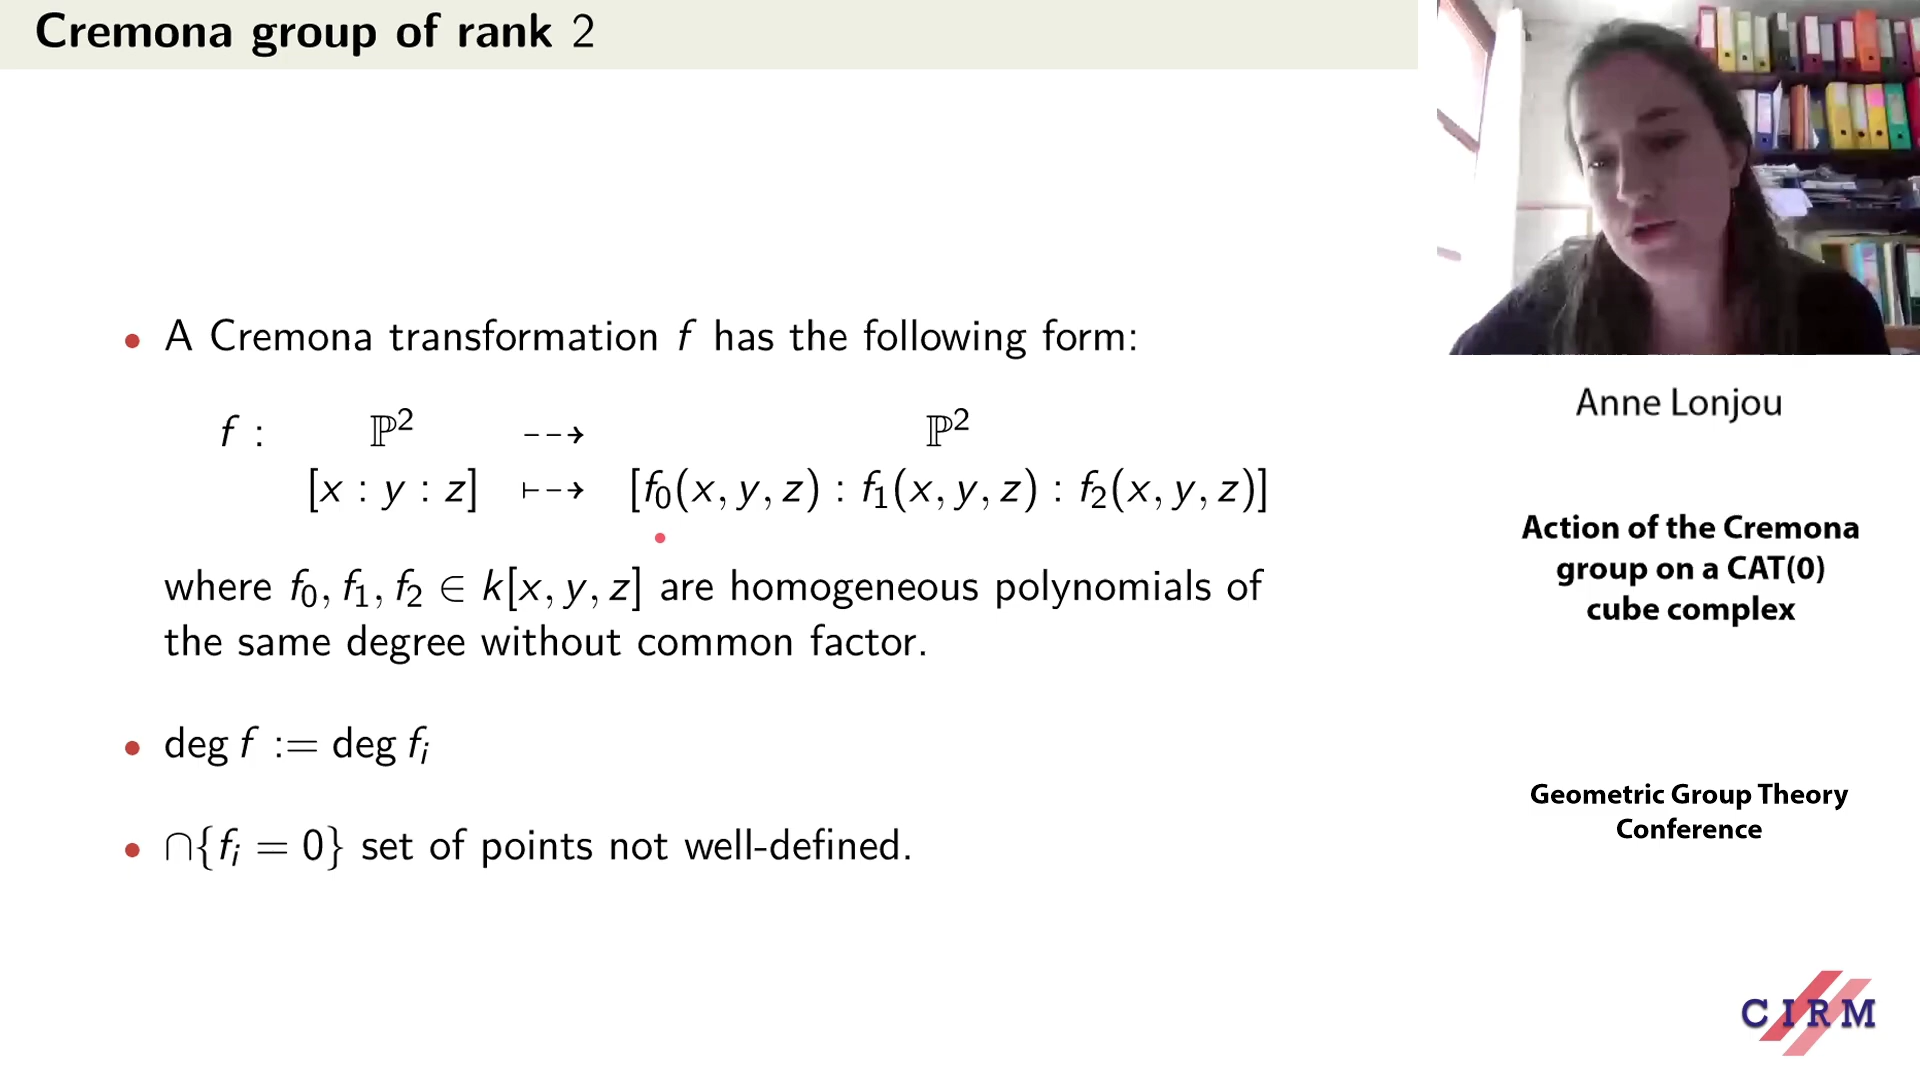 Cremona group of rank 2
• A Cremona transformation f has the following form:
f : ℙ² ⇢ ℙ²
[x : y : z] ⇢ [f₀(x, y, z) : f₁(x, y, z) : f₂(x, y, z)]
where f₀, f₁, f₂ ∈ k[x, y, z] are homogeneous polynomials of
the same degree without common factor.
• deg f := deg fᵢ
• ∩{fᵢ = 0} set of points not well-defined.
Anne Lonjou
Action of the Cremona
group on a CAT(0)
cube complex
Geometric Group Theory
Conference
CIRM